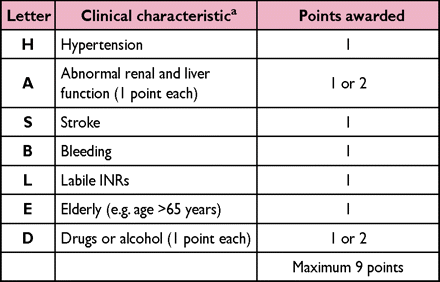 Letter Clinical characteristicᵃ Points awarded
H Hypertension 1
A Abnormal renal and liver function (1 point each) 1 or 2
S Stroke 1
B Bleeding 1
L Labile INRs 1
E Elderly (e.g. age >65 years) 1
D Drugs or alcohol (1 point each) 1 or 2
Maximum 9 points